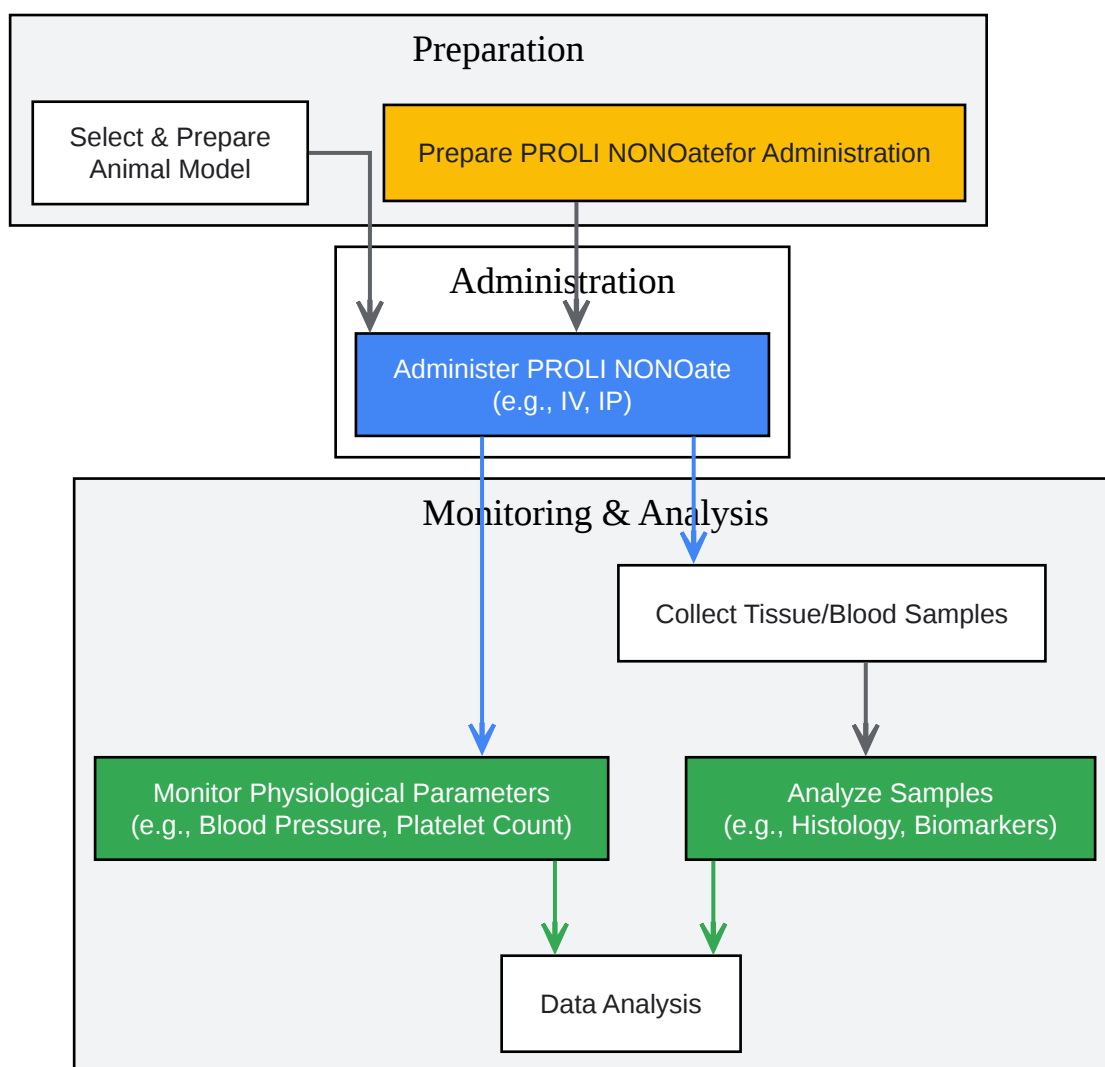 Preparation
Select & Prepare
Animal Model
Prepare PROLI NONOatefor Administration
Administration
Administer PROLI NONOate
(e.g., IV, IP)
Monitoring & Analysis
Collect Tissue/Blood Samples
Monitor Physiological Parameters
(e.g., Blood Pressure, Platelet Count)
Analyze Samples
(e.g., Histology, Biomarkers)
Data Analysis